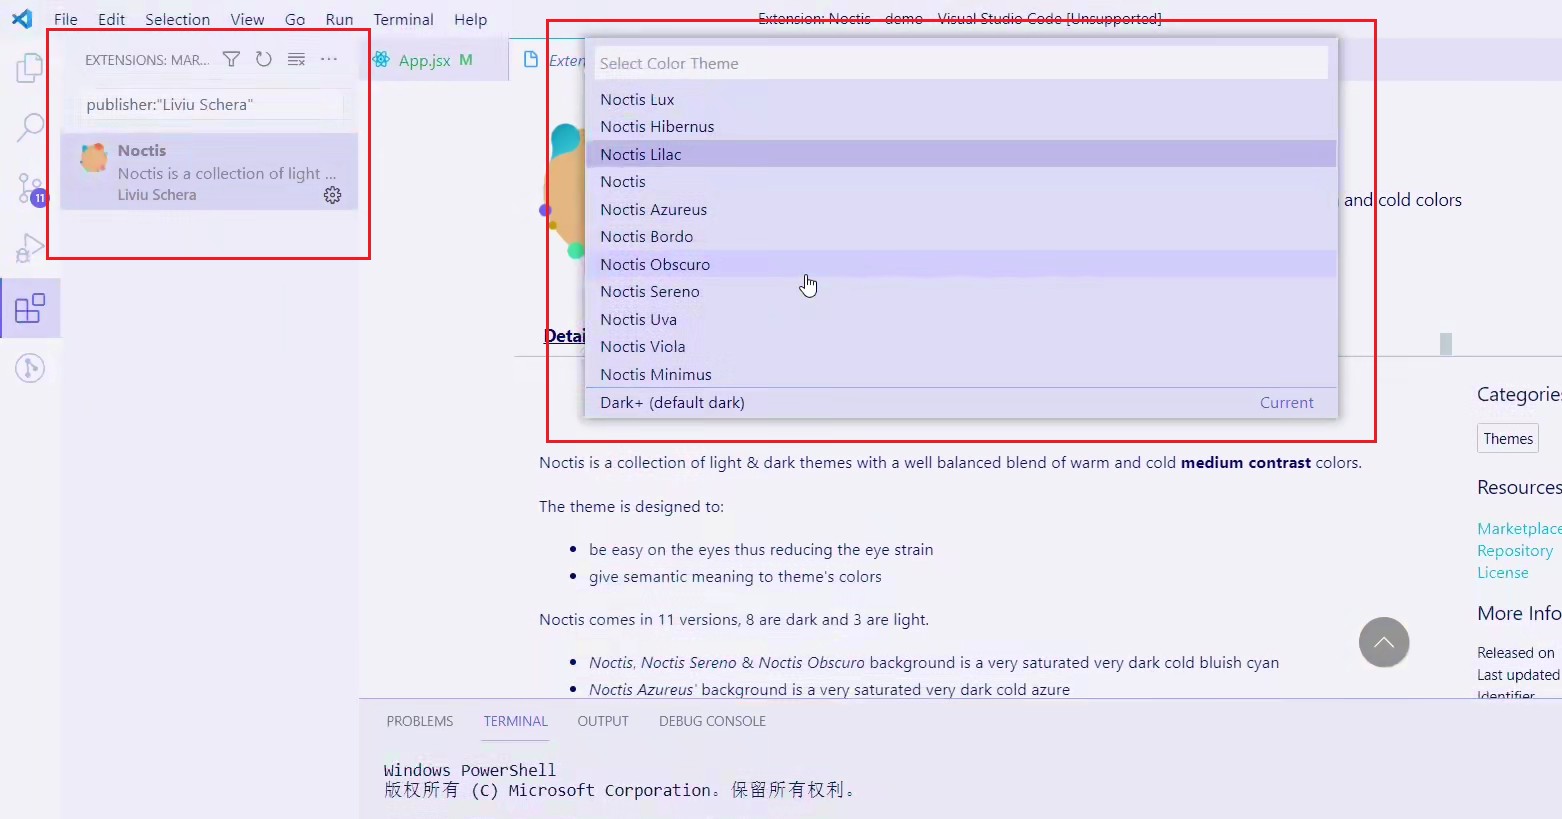 File Edit Selection View Go Run Terminal Help
Extension: Noctis - demo - Visual Studio Code [Unsupported]
EXTENSIONS: MAR...
publisher:"Liviu Schera"
Noctis
Noctis is a collection of light ...
Liviu Schera
11
App.jsx M
Select Color Theme
Noctis Lux
Noctis Hibernus
Noctis Lilac
Noctis
Noctis Azureus
Noctis Bordo
Noctis Obscuro
Noctis Sereno
Noctis Uva
Noctis Viola
Noctis Minimus
Dark+ (default dark) Current
and cold colors
Noctis is a collection of light & dark themes with a well balanced blend of warm and cold medium contrast colors.
The theme is designed to:
be easy on the eyes thus reducing the eye strain
give semantic meaning to theme's colors
Noctis comes in 11 versions, 8 are dark and 3 are light.
Noctis, Noctis Sereno & Noctis Obscuro background is a very saturated very dark cold bluish cyan
Noctis Azureus' background is a very saturated very dark cold azure
Categories
Themes
Resources
Marketplace
Repository
License
More Info
Released on
Last updated
Identifier
PROBLEMS TERMINAL OUTPUT DEBUG CONSOLE
Windows PowerShell
版权所有 (C) Microsoft Corporation。保留所有权利。